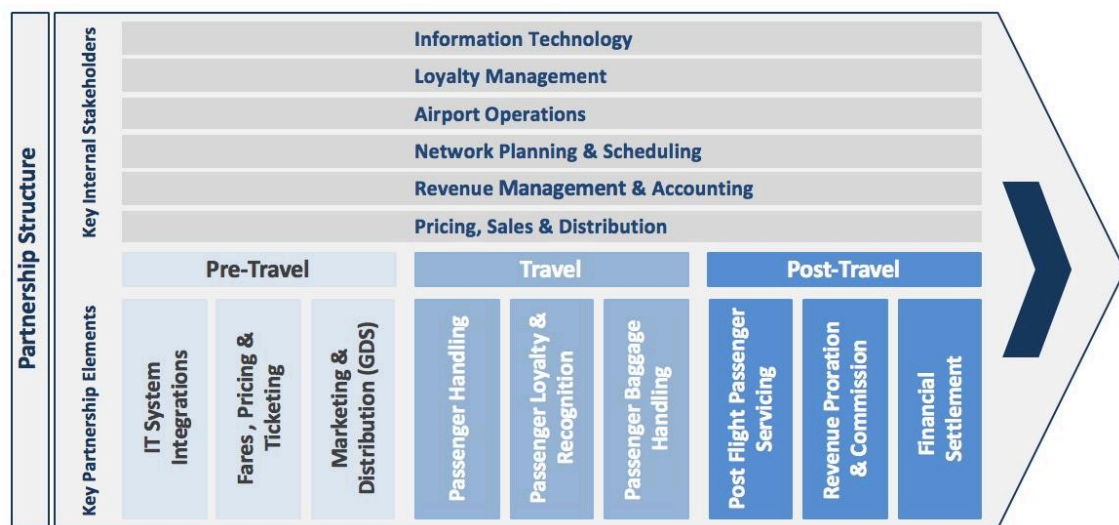 Partnership Structure
Key Internal Stakeholders
Information Technology
Loyalty Management
Airport Operations
Network Planning & Scheduling
Revenue Management & Accounting
Pricing, Sales & Distribution
Pre-Travel
Travel
Post-Travel
Key Partnership Elements
IT System
Integrations
Fares , Pricing &
Ticketing
Marketing &
Distribution (GDS)
Passenger Handling
Passenger Loyalty &
Recognition
Passenger Baggage
Handling
Post Flight Passenger
Servicing
Revenue Proration
& Commission
Financial
Settlement